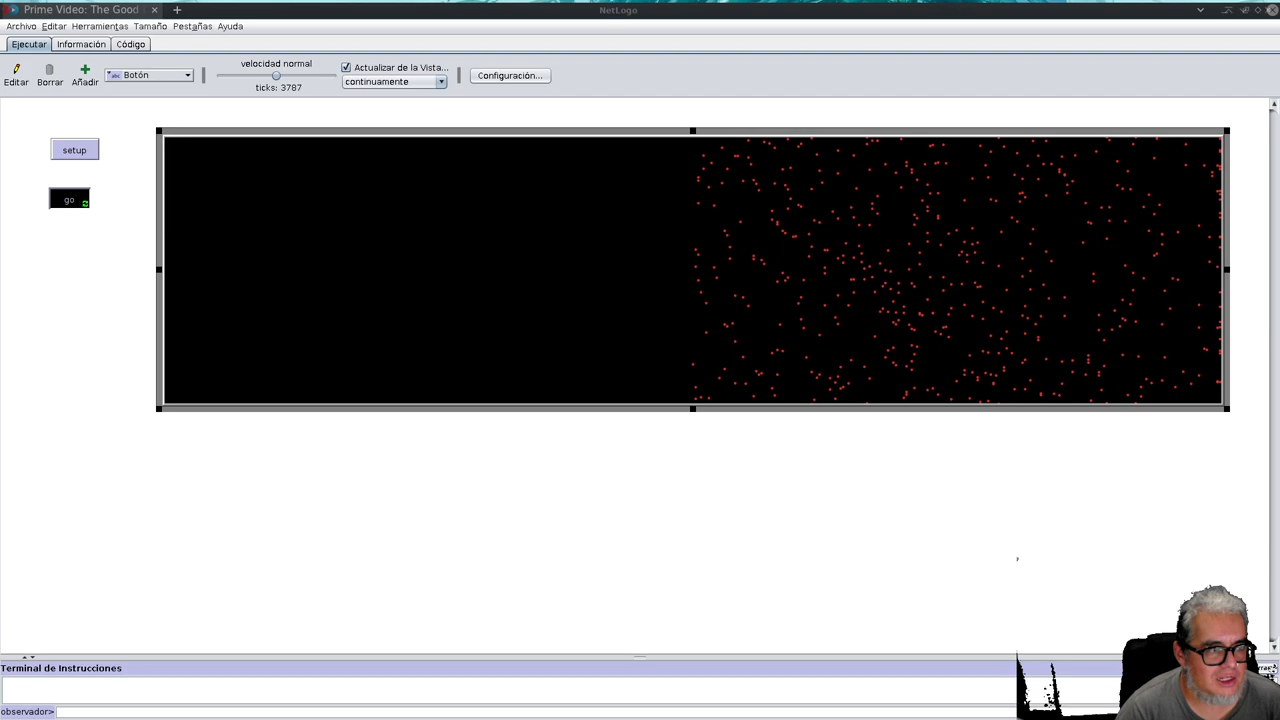 Prime Video: The Good
NetLogo
Archivo Editar Herramientas Tamaño Pestañas Ayuda
Ejecutar Información Código
Editar Borrar Añadir
Botón
velocidad normal
ticks: 3787
Actualizar de la Vista...
continuamente
Configuración...
setup
go
Terminal de Instrucciones
observador>